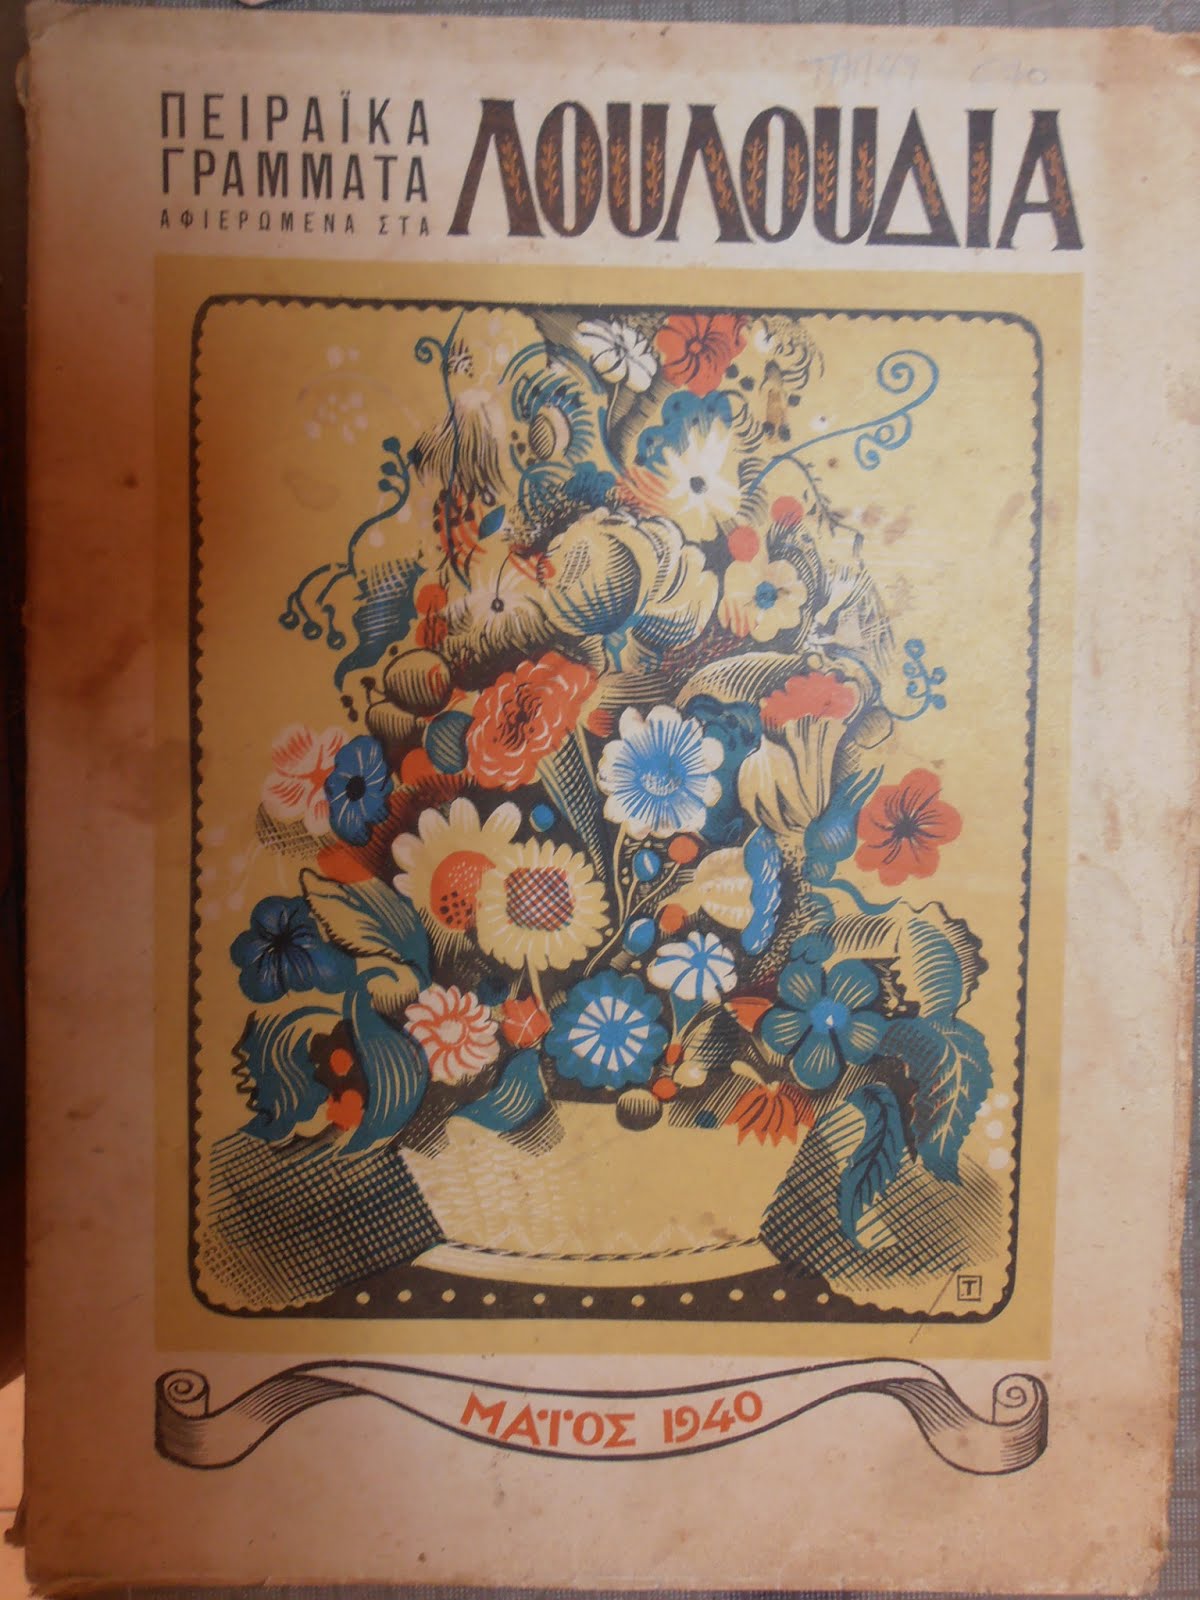 ΠΕΙΡΑΪΚΑ
ΓΡΑΜΜΑΤΑ
ΑΦΙΕΡΩΜΕΝΑ ΣΤΑ
ΛΟΥΛΟΥΔΙΑ
Τ
ΜΑΪΟΣ 1940